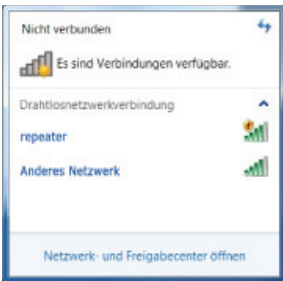 Nicht verbunden
Es sind Verbindungen verfügbar.
Drahtlosnetzwerkverbindung
repeater
Anderes Netzwerk
Netzwerk- und Freigabecenter öffnen